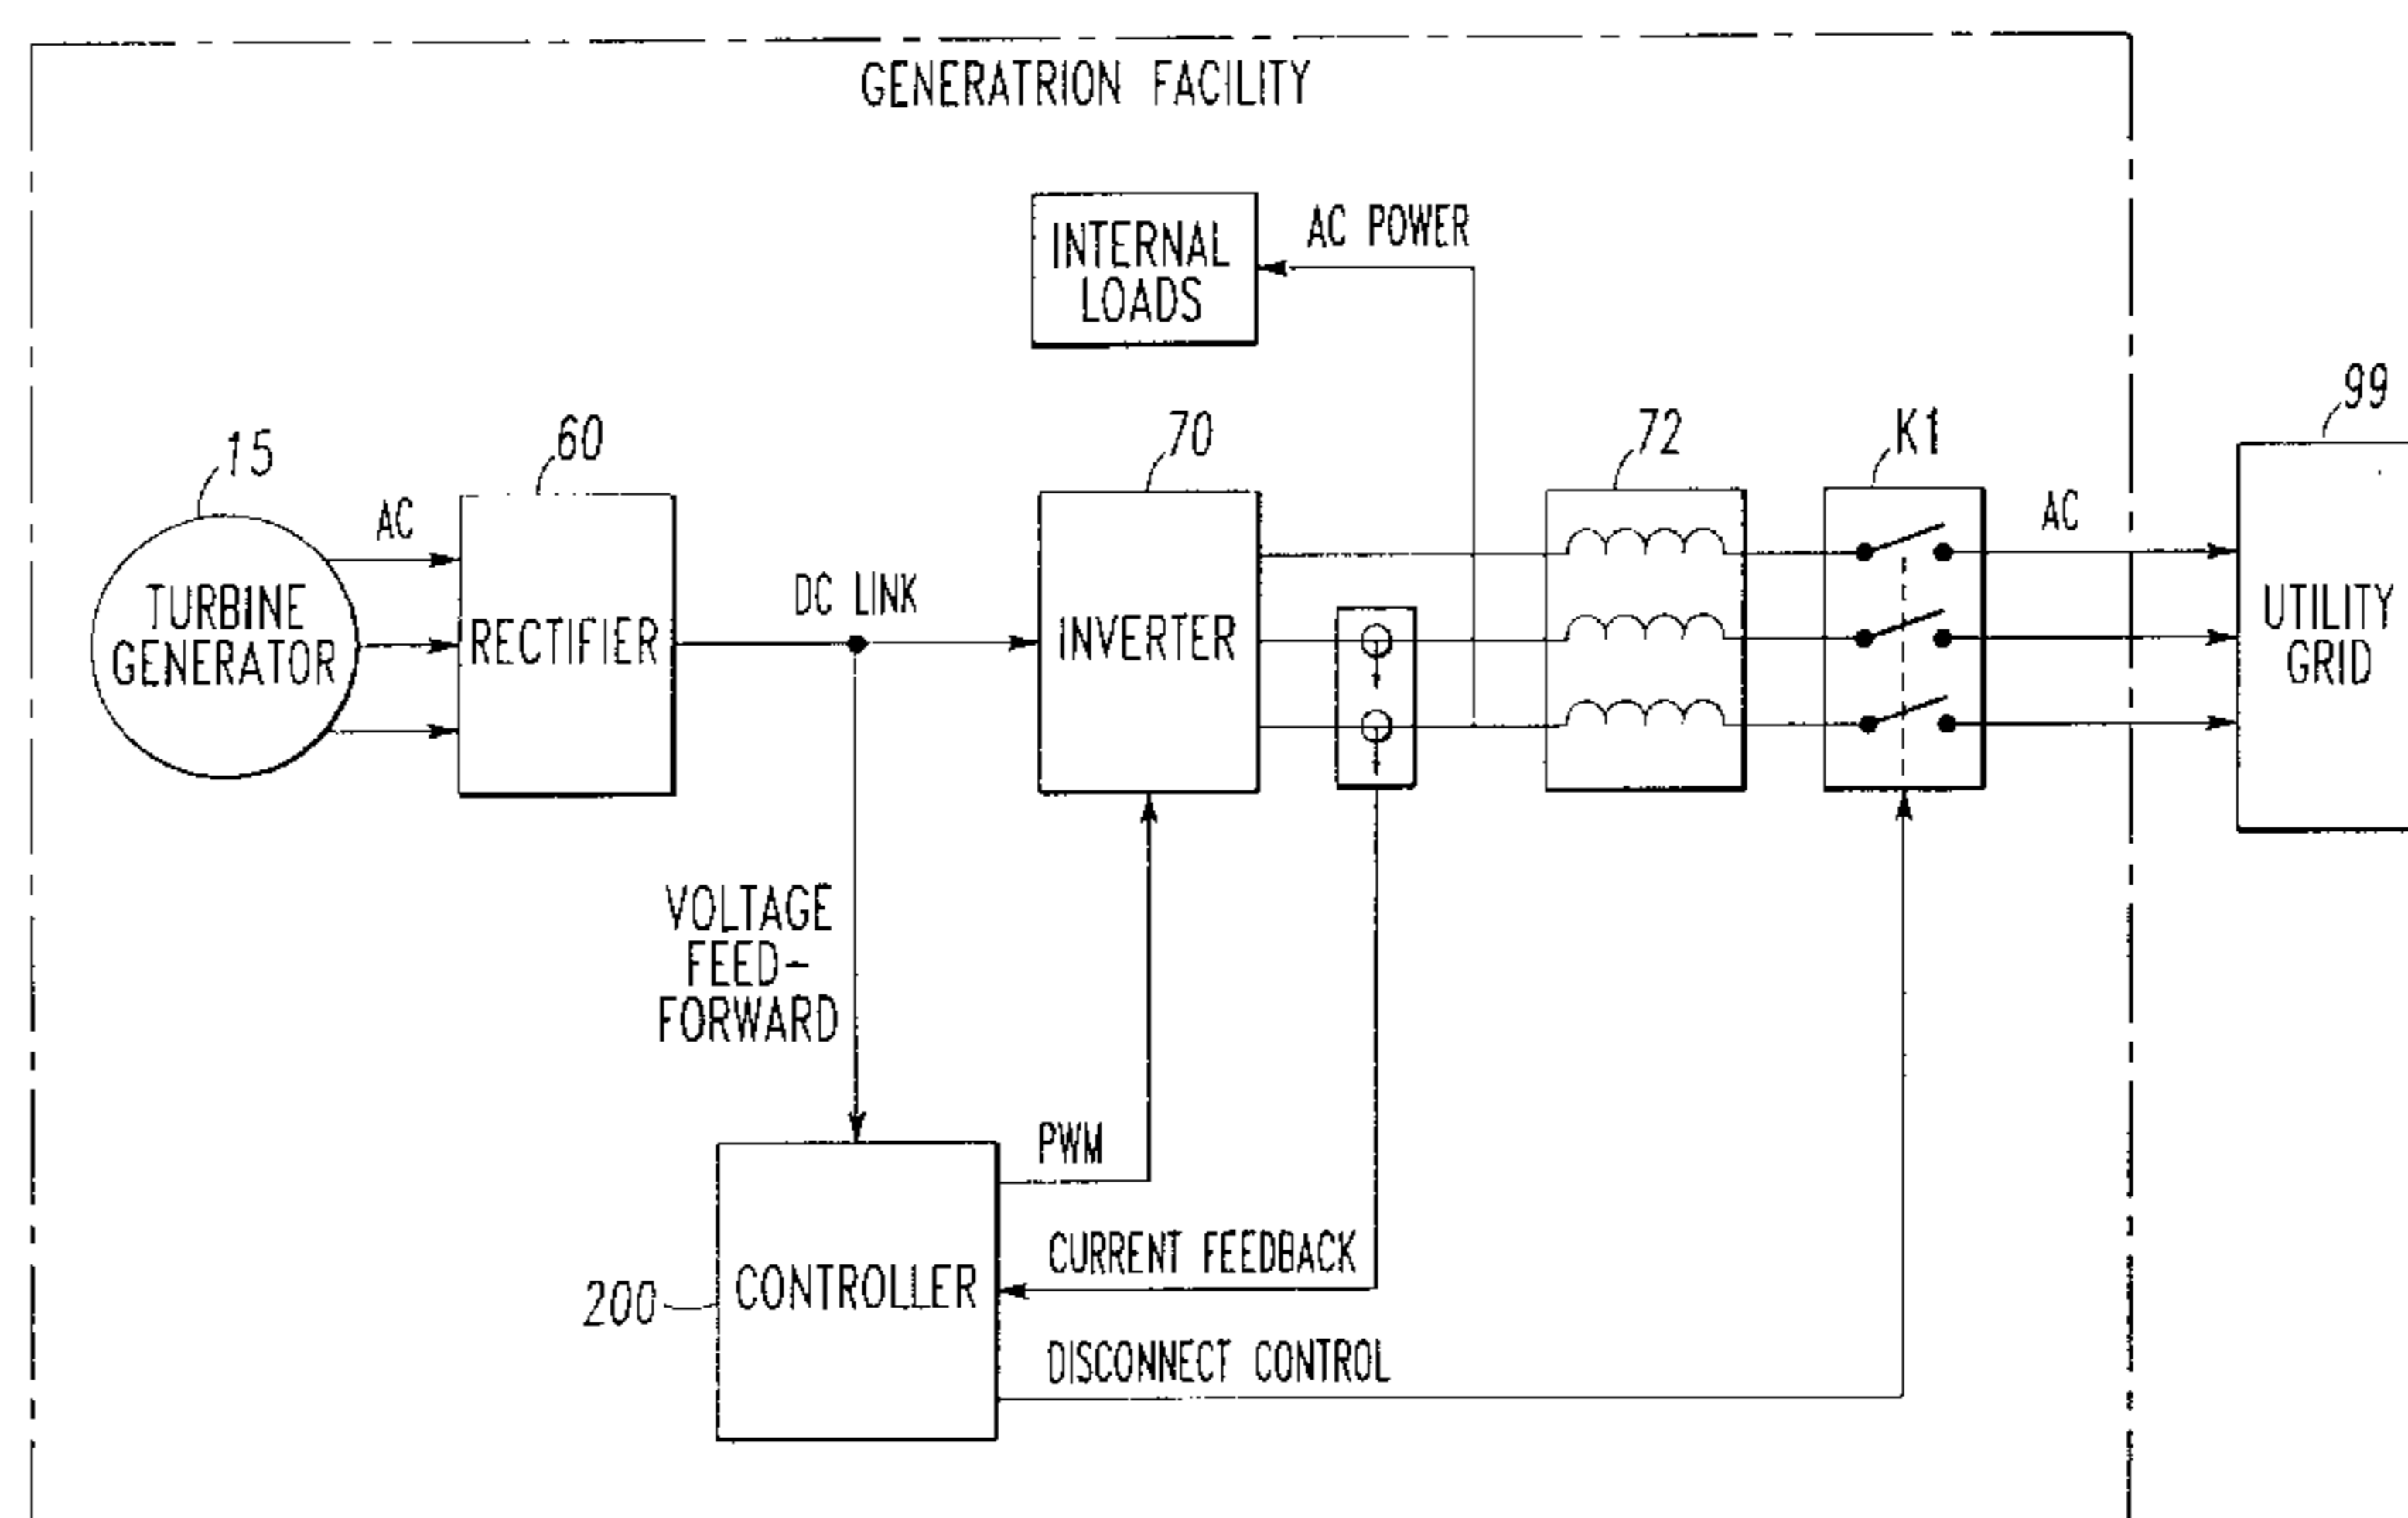 GENERATRION FACILITY
INTERNAL
LOADS
AC POWER
15
60
70
72
K1
99
AC
TURBINE
GENERATOR
RECTIFIER
DC LINK
INVERTER
AC
UTILITY
GRID
VOLTAGE
FEED-
FORWARD
PWM
CONTROLLER
200
CURRENT FEEDBACK
DISCONNECT CONTROL